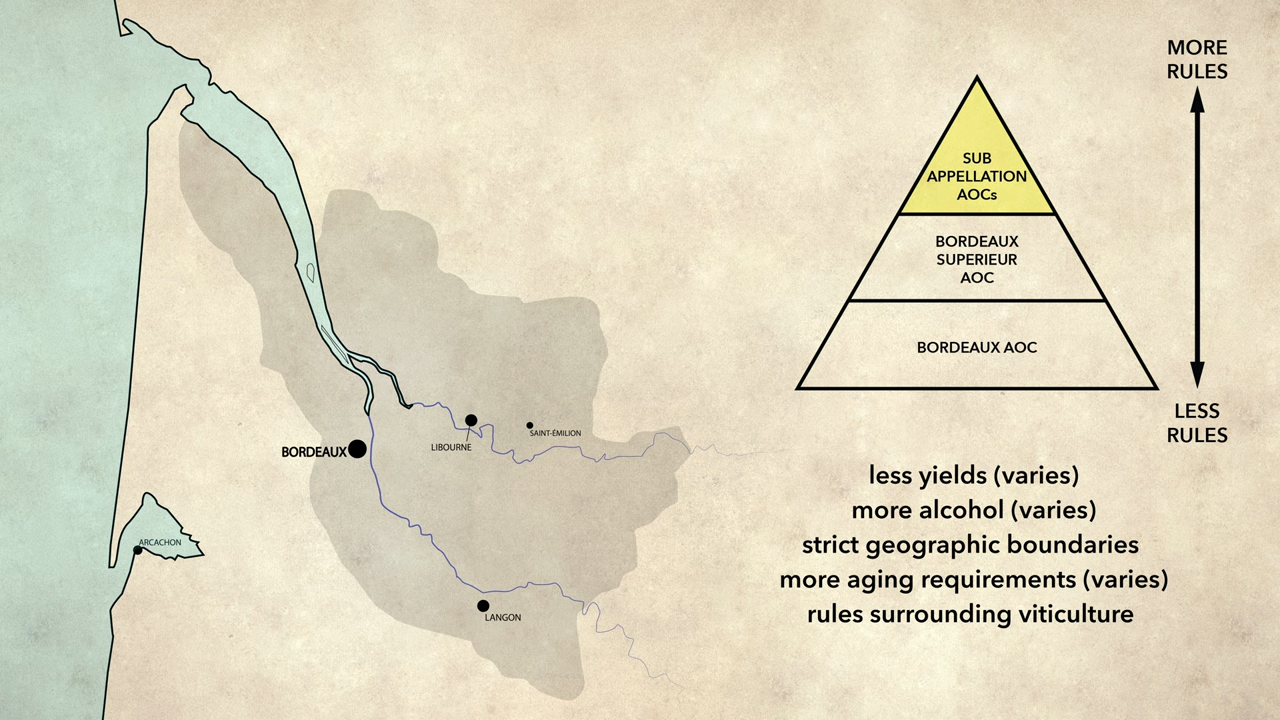 MORE
RULES
SUB
APPELLATION
AOCs
BORDEAUX
SUPERIEUR
AOC
BORDEAUX AOC
LESS
RULES
BORDEAUX
LIBOURNE
SAINT-ÉMILION
ARCACHON
LANGON
less yields (varies)
more alcohol (varies)
strict geographic boundaries
more aging requirements (varies)
rules surrounding viticulture